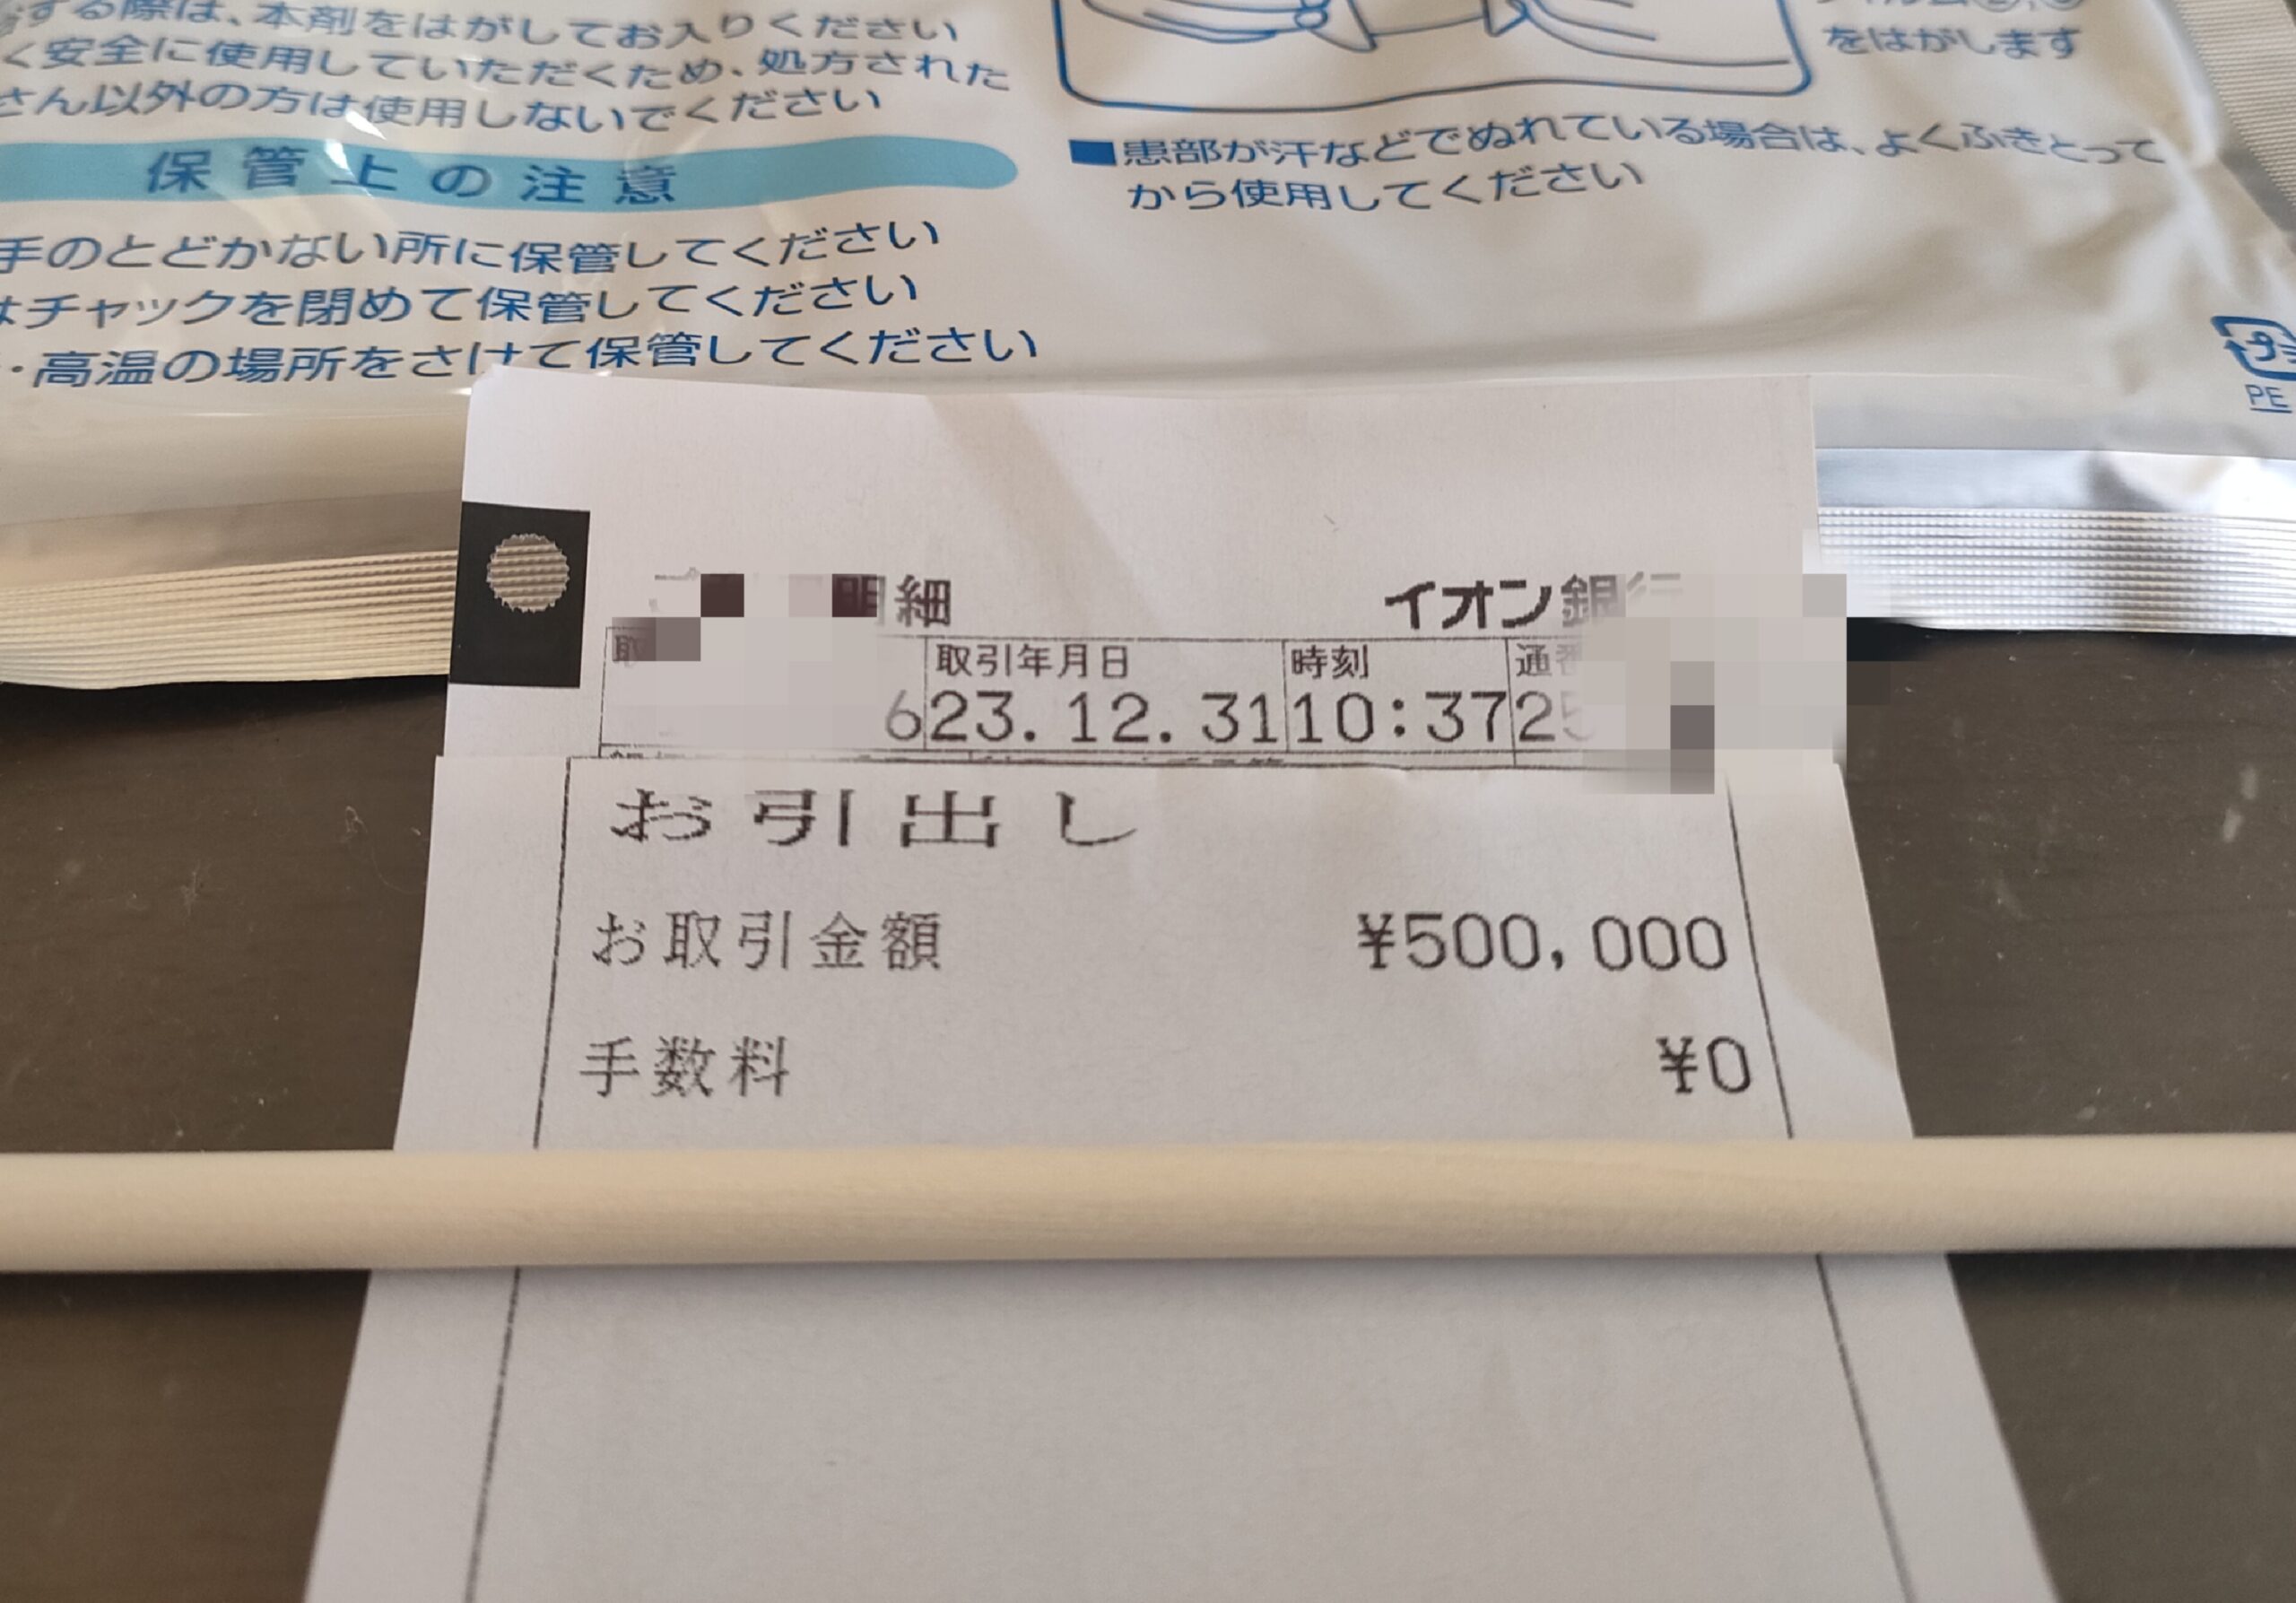 する際は、本剤をはがしてお入りください
く安全に使用していただくため、処方された
さん以外の方は使用しないでください
保管上の注意
手のとどかない所に保管してください
はチャックを閉めて保管してください
・高温の場所をさけて保管してください
をはがします
■患部が汗などでぬれている場合は、よくふきとって
から使用してください
PE
明細 イオン銀行
取 取引年月日 時刻 通番
6 23.12.31 10:37 25
お引出し
お取引金額 ¥500,000
手数料 ¥0